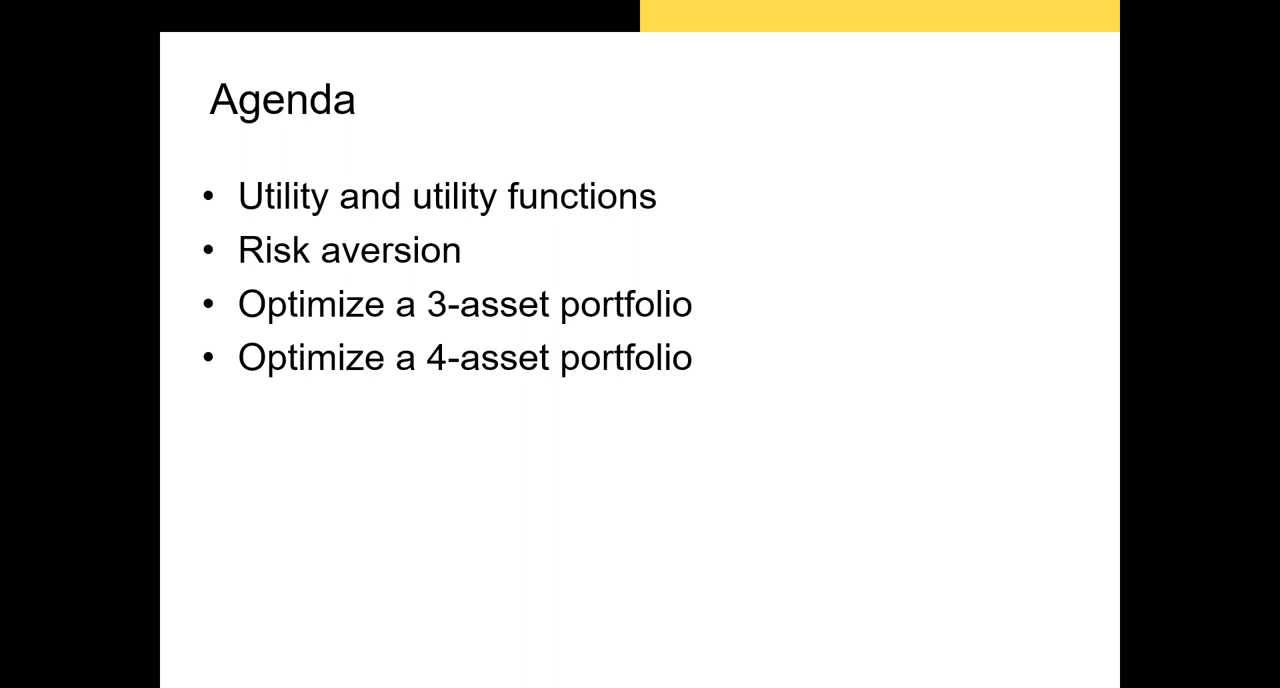 Agenda
• Utility and utility functions
• Risk aversion
• Optimize a 3-asset portfolio
• Optimize a 4-asset portfolio